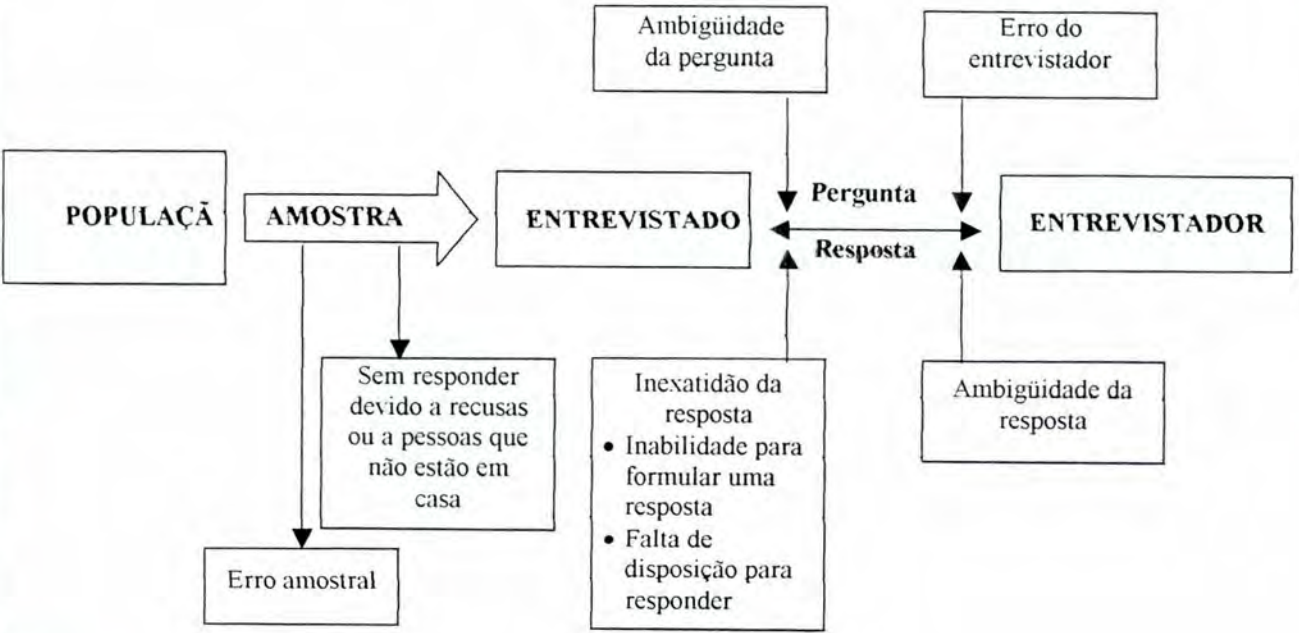 Ambigüidade
da pergunta
Erro do
entrevistador
POPULAÇÃ
AMOSTRA
ENTREVISTADO
Pergunta
Resposta
ENTREVISTADOR
Sem responder
devido a recusas
ou a pessoas que
não estão em
casa
Erro amostral
Inexatidão da
resposta
• Inabilidade para
formular uma
resposta
• Falta de
disposição para
responder
Ambigüidade da
resposta